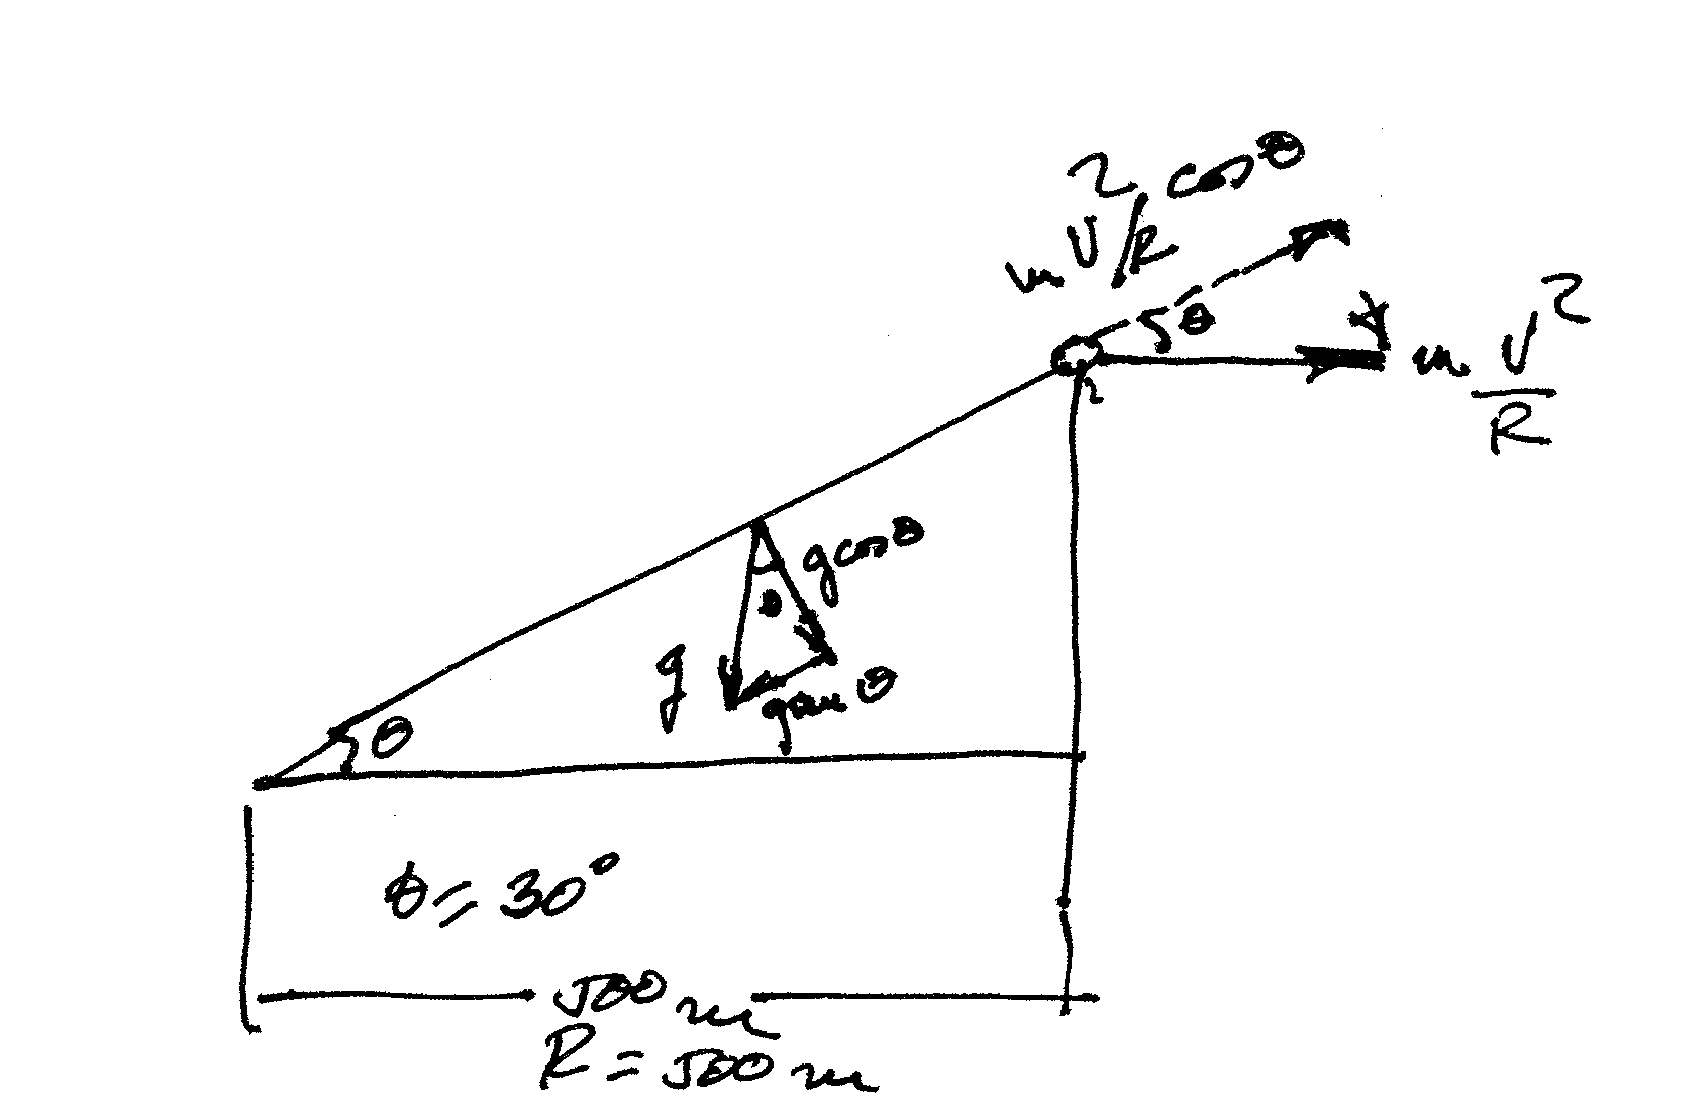 m v²/R cos θ
θ
m v²/R
g cos θ
θ
g
g sin θ
θ
θ = 30°
500 m
R = 500 m